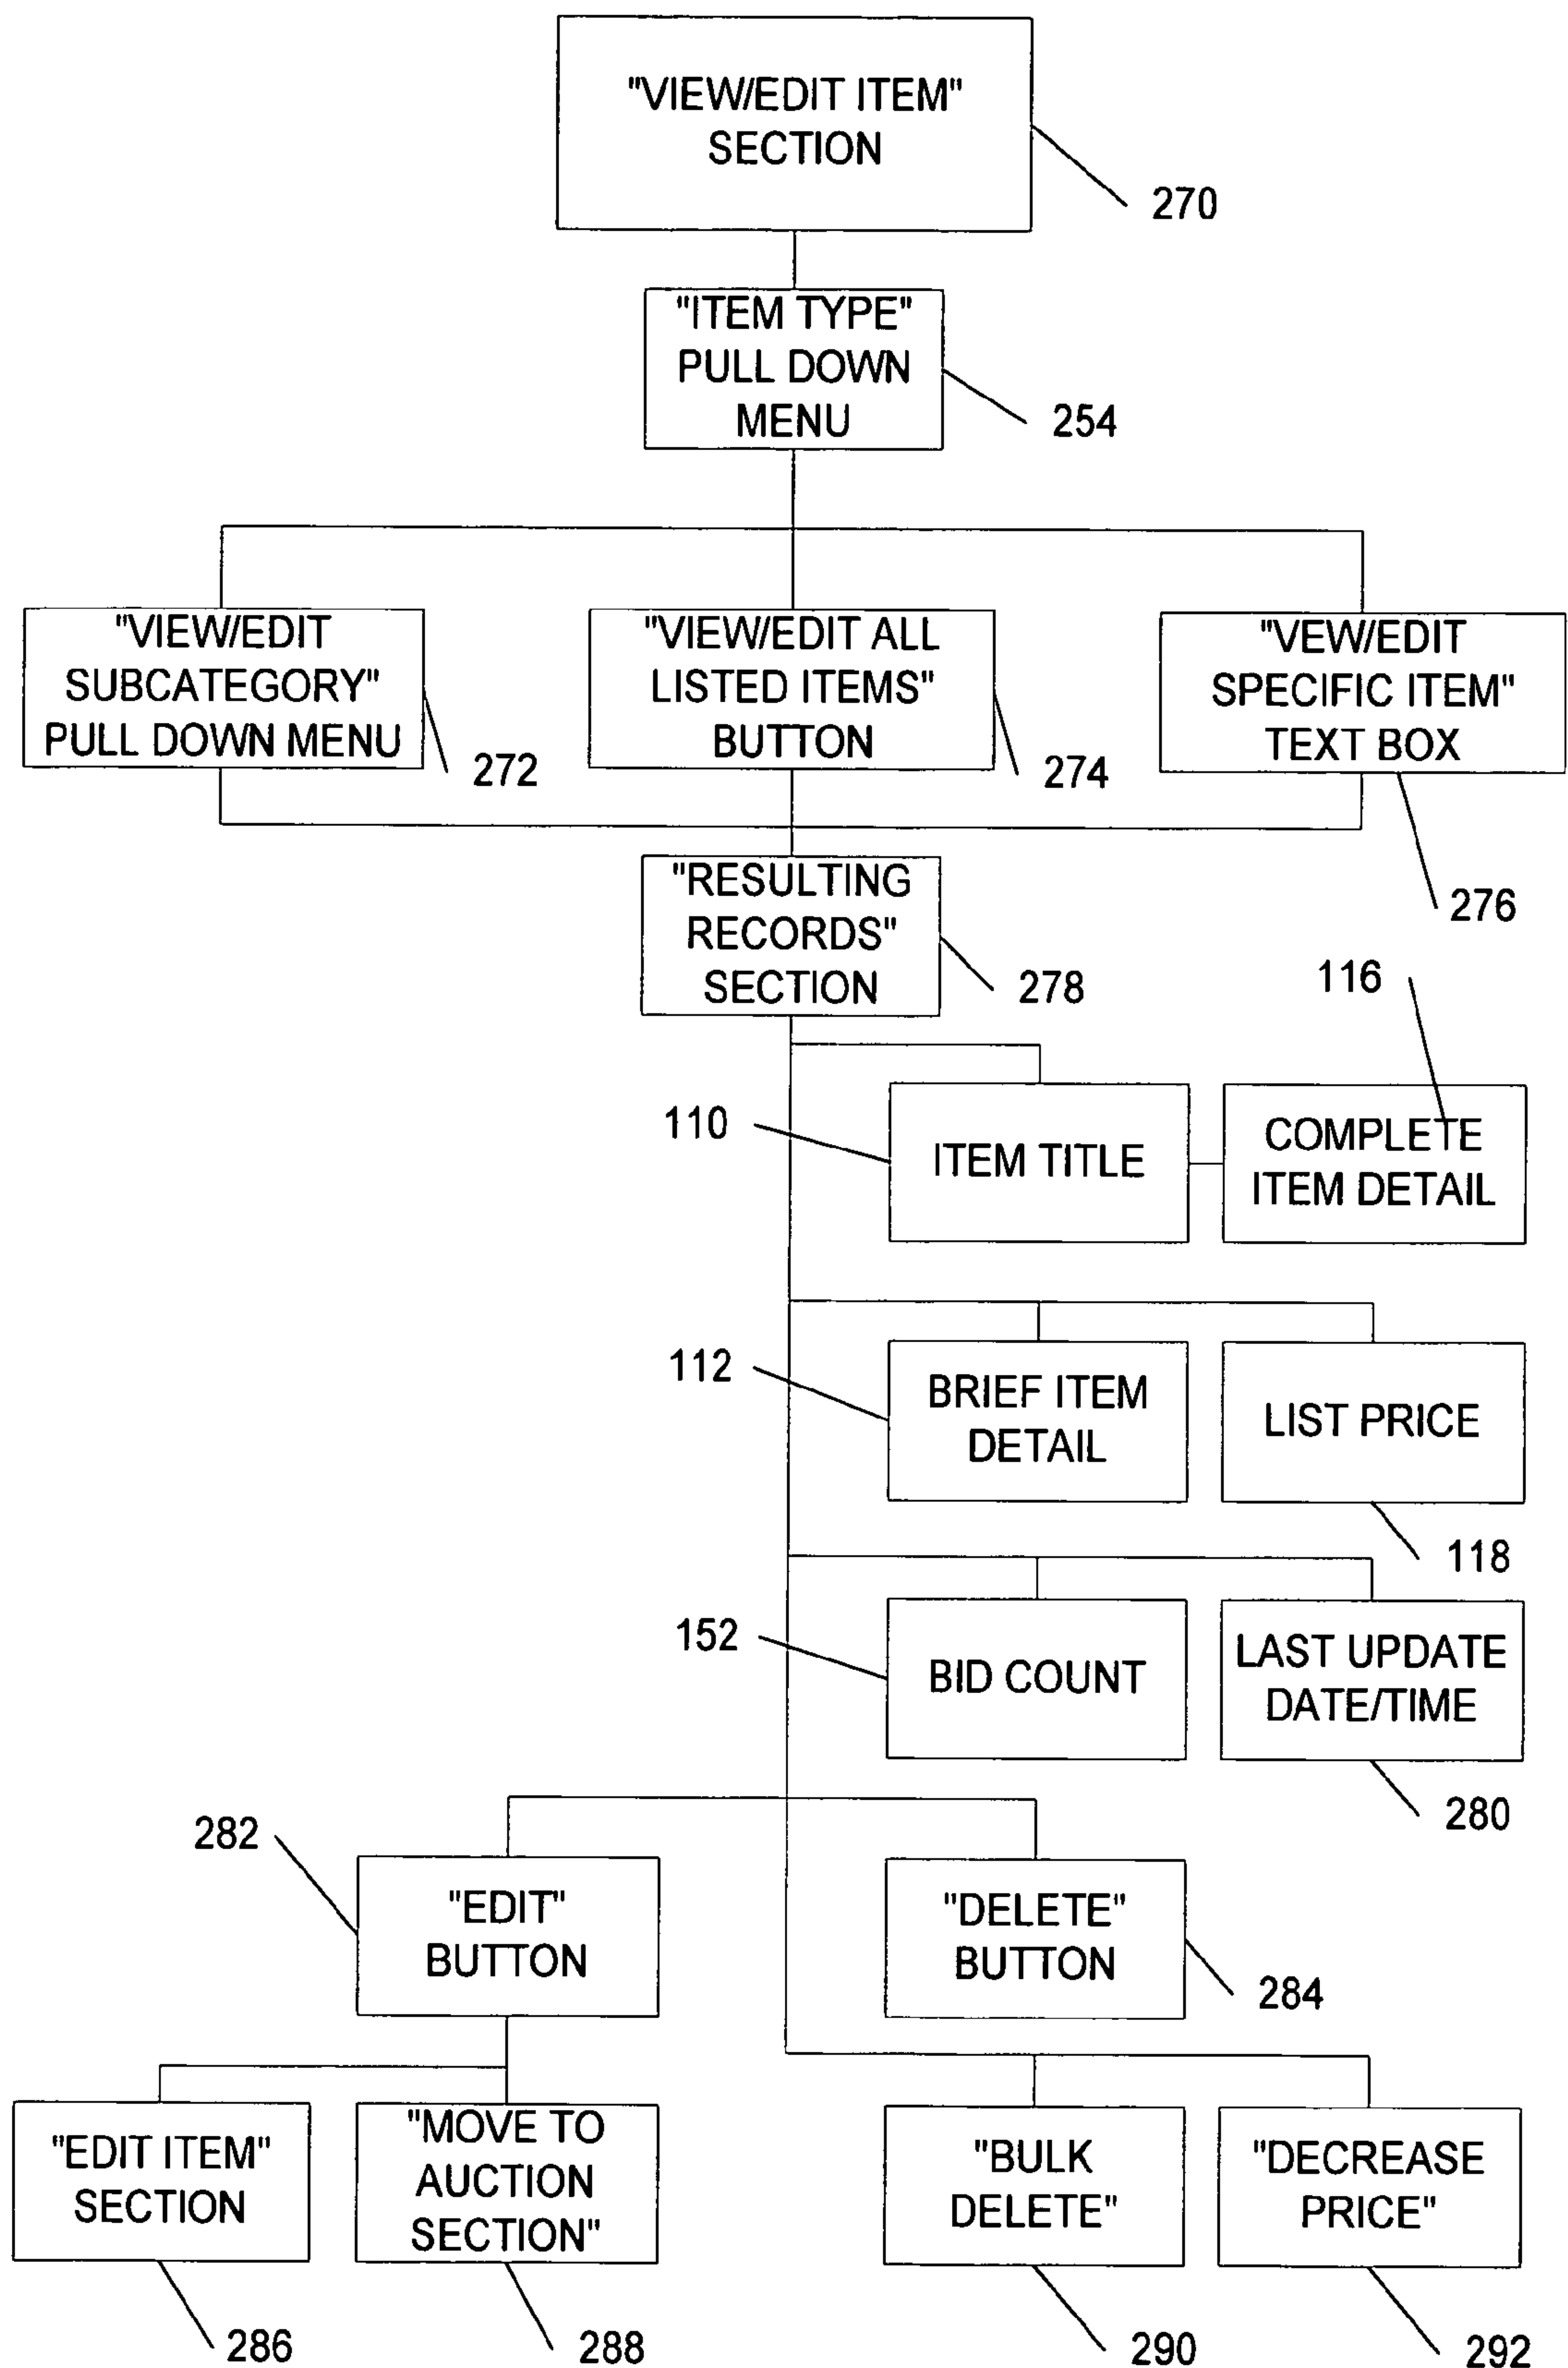 "VIEW/EDIT ITEM"
SECTION
270
"ITEM TYPE"
PULL DOWN
MENU
254
"VIEW/EDIT
SUBCATEGORY"
PULL DOWN MENU
272
"VIEW/EDIT ALL
LISTED ITEMS"
BUTTON
274
"VEW/EDIT
SPECIFIC ITEM"
TEXT BOX
276
"RESULTING
RECORDS"
SECTION
278
116
110
ITEM TITLE
COMPLETE
ITEM DETAIL
112
BRIEF ITEM
DETAIL
LIST PRICE
118
152
BID COUNT
LAST UPDATE
DATE/TIME
280
282
"EDIT"
BUTTON
"DELETE"
BUTTON
284
"EDIT ITEM"
SECTION
286
"MOVE TO
AUCTION
SECTION"
288
"BULK
DELETE"
290
"DECREASE
PRICE"
292